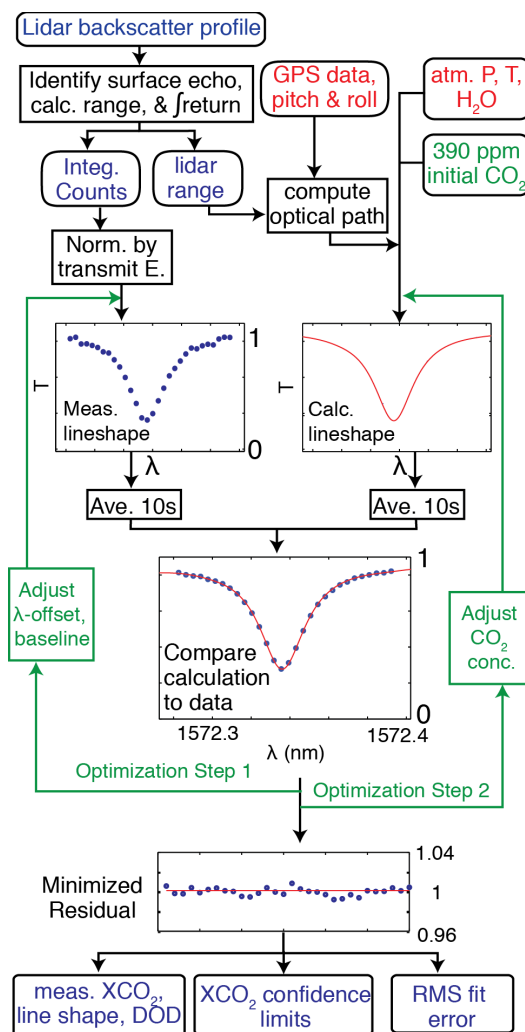 Lidar backscatter profile
Identify surface echo,
calc. range, & ∫return
GPS data,
pitch & roll
atm. P, T,
H₂O
Integ.
Counts
lidar
range
390 ppm
initial CO₂
compute
optical path
Norm. by
transmit E.
1
T
Meas.
lineshape
0
λ
T
Calc.
lineshape
λ
Ave. 10s
Ave. 10s
Adjust
λ-offset,
baseline
1
Compare
calculation
to data
0
1572.3
1572.4
λ (nm)
Adjust
CO₂
conc.
Optimization Step 1
Optimization Step 2
Minimized
Residual
1.04
1
0.96
meas. XCO₂,
line shape, DOD
XCO₂ confidence
limits
RMS fit
error